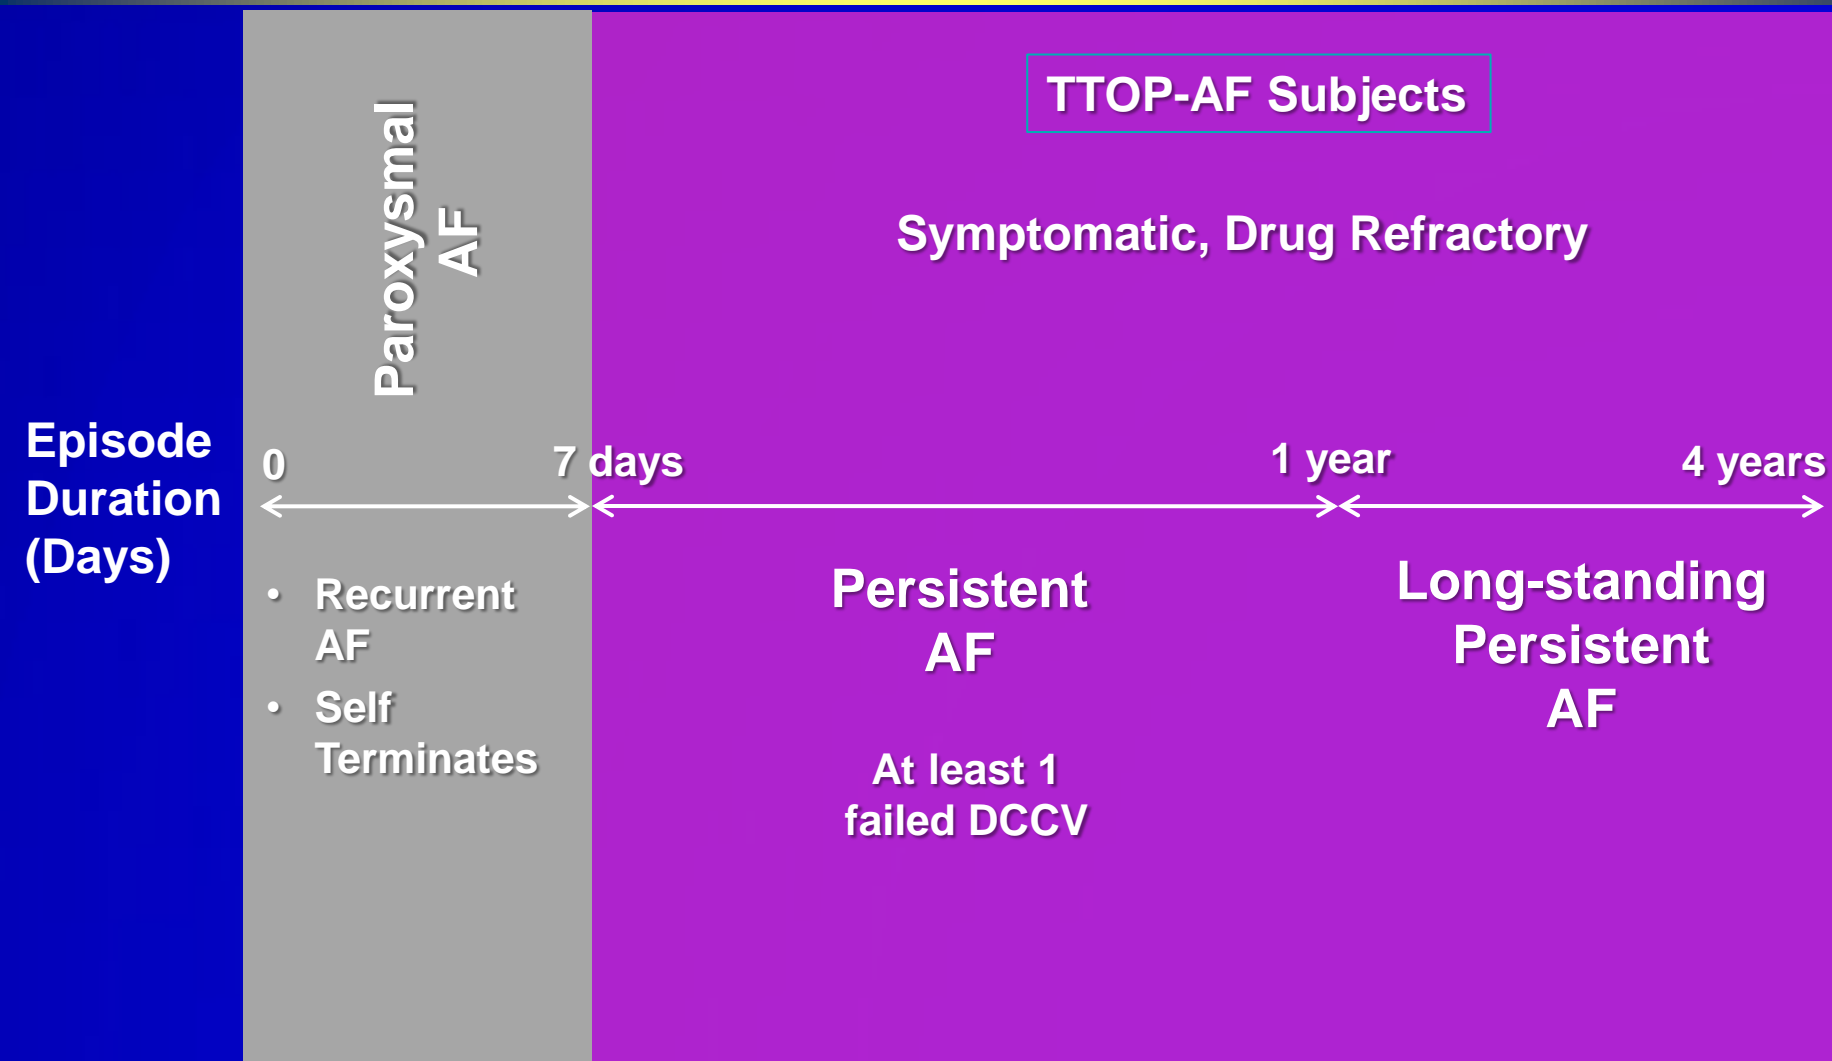 TTOP-AF Subjects
Symptomatic, Drug Refractory
Paroxysmal
AF
Episode
Duration
(Days)
0
7 days
1 year
4 years
• Recurrent
AF
• Self
Terminates
Persistent
AF
At least 1
failed DCCV
Long-standing
Persistent
AF